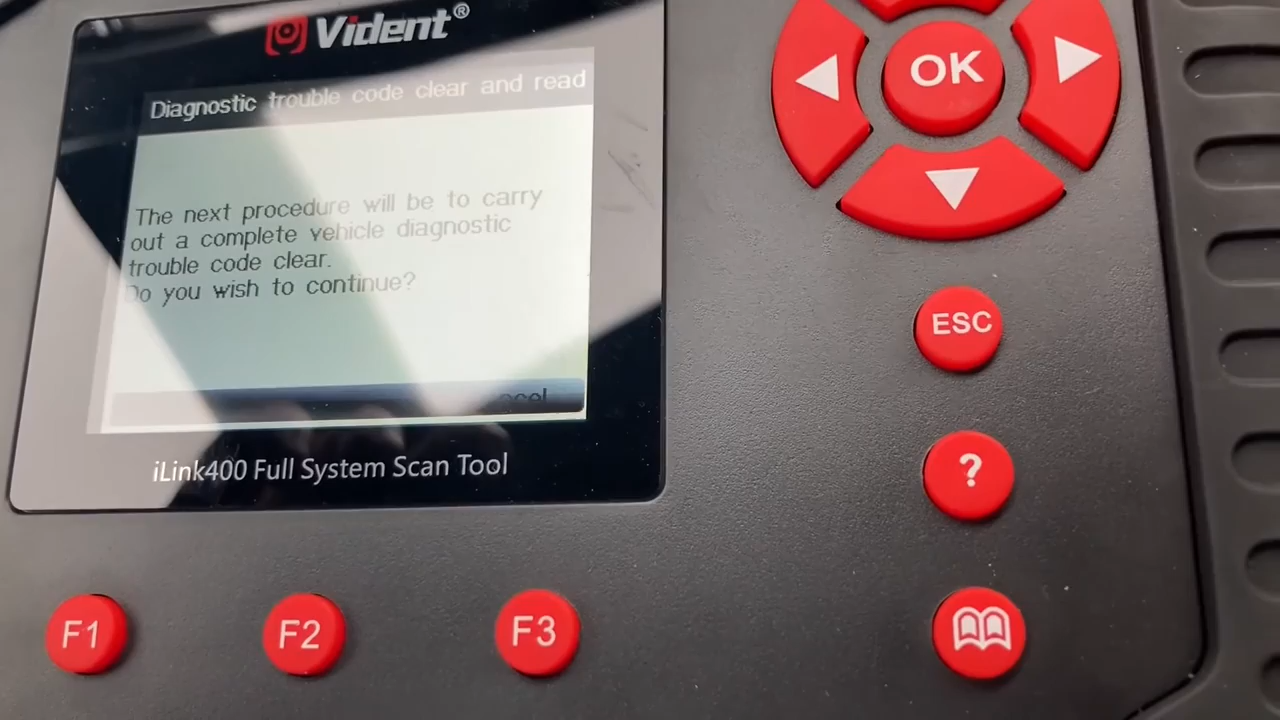 Vident®
Diagnostic trouble code clear and read
The next procedure will be to carry
out a complete vehicle diagnostic
trouble code clear.
Do you wish to continue?
iLink400 Full System Scan Tool
OK
ESC
?
F1
F2
F3